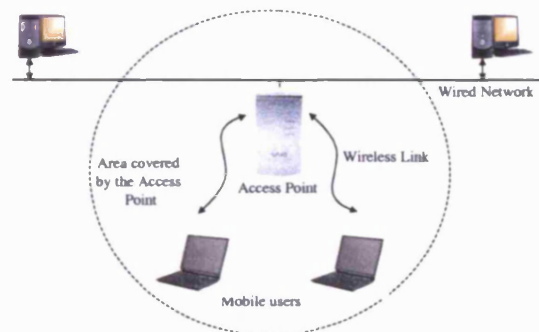 Wired Network
Area covered
by the Access
Point
Wireless Link
Access Point
Mobile users